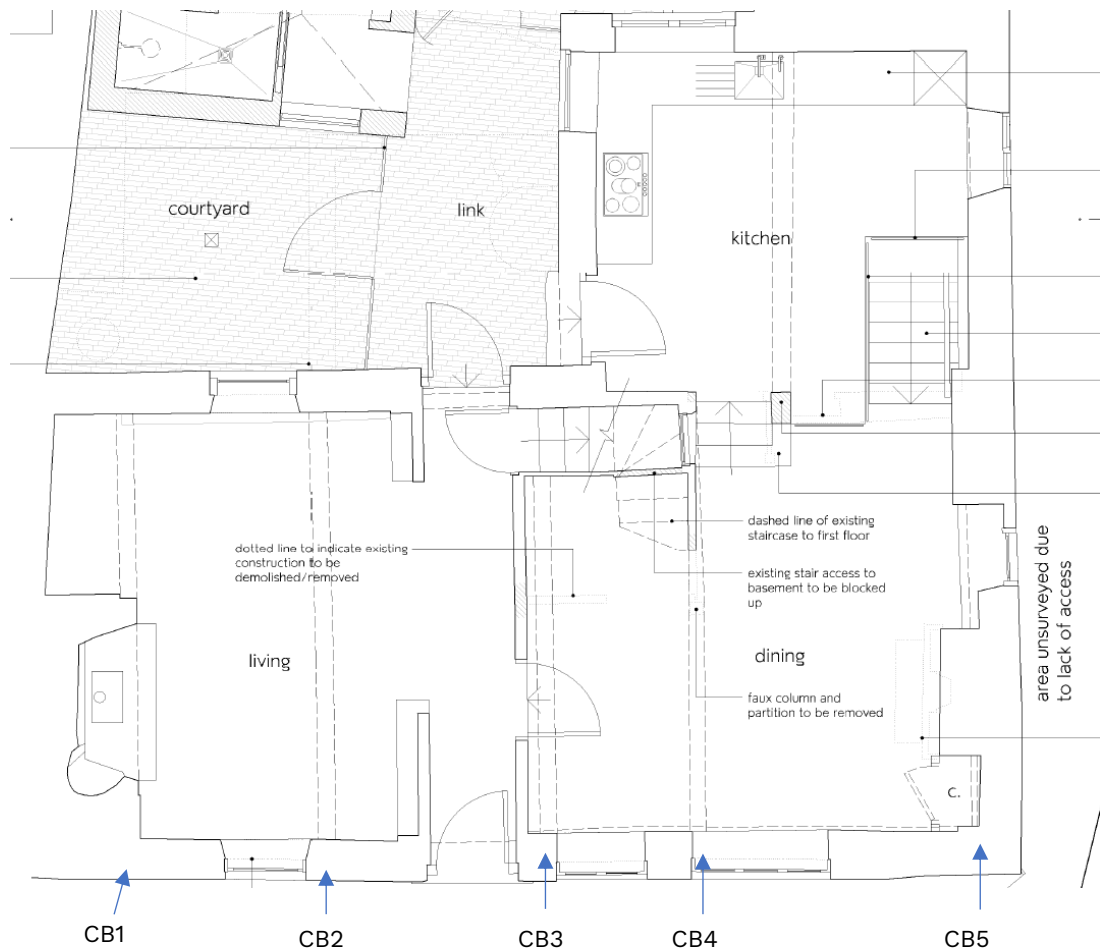 courtyard
link
kitchen
dotted line to indicate existing
construction to be
demolished/removed
dashed line of existing
staircase to first floor
existing stair access to
basement to be blocked
up
living
dining
faux column and
partition to be removed
area unsurveyed due
to lack of access
c.
CB1
CB2
CB3
CB4
CB5